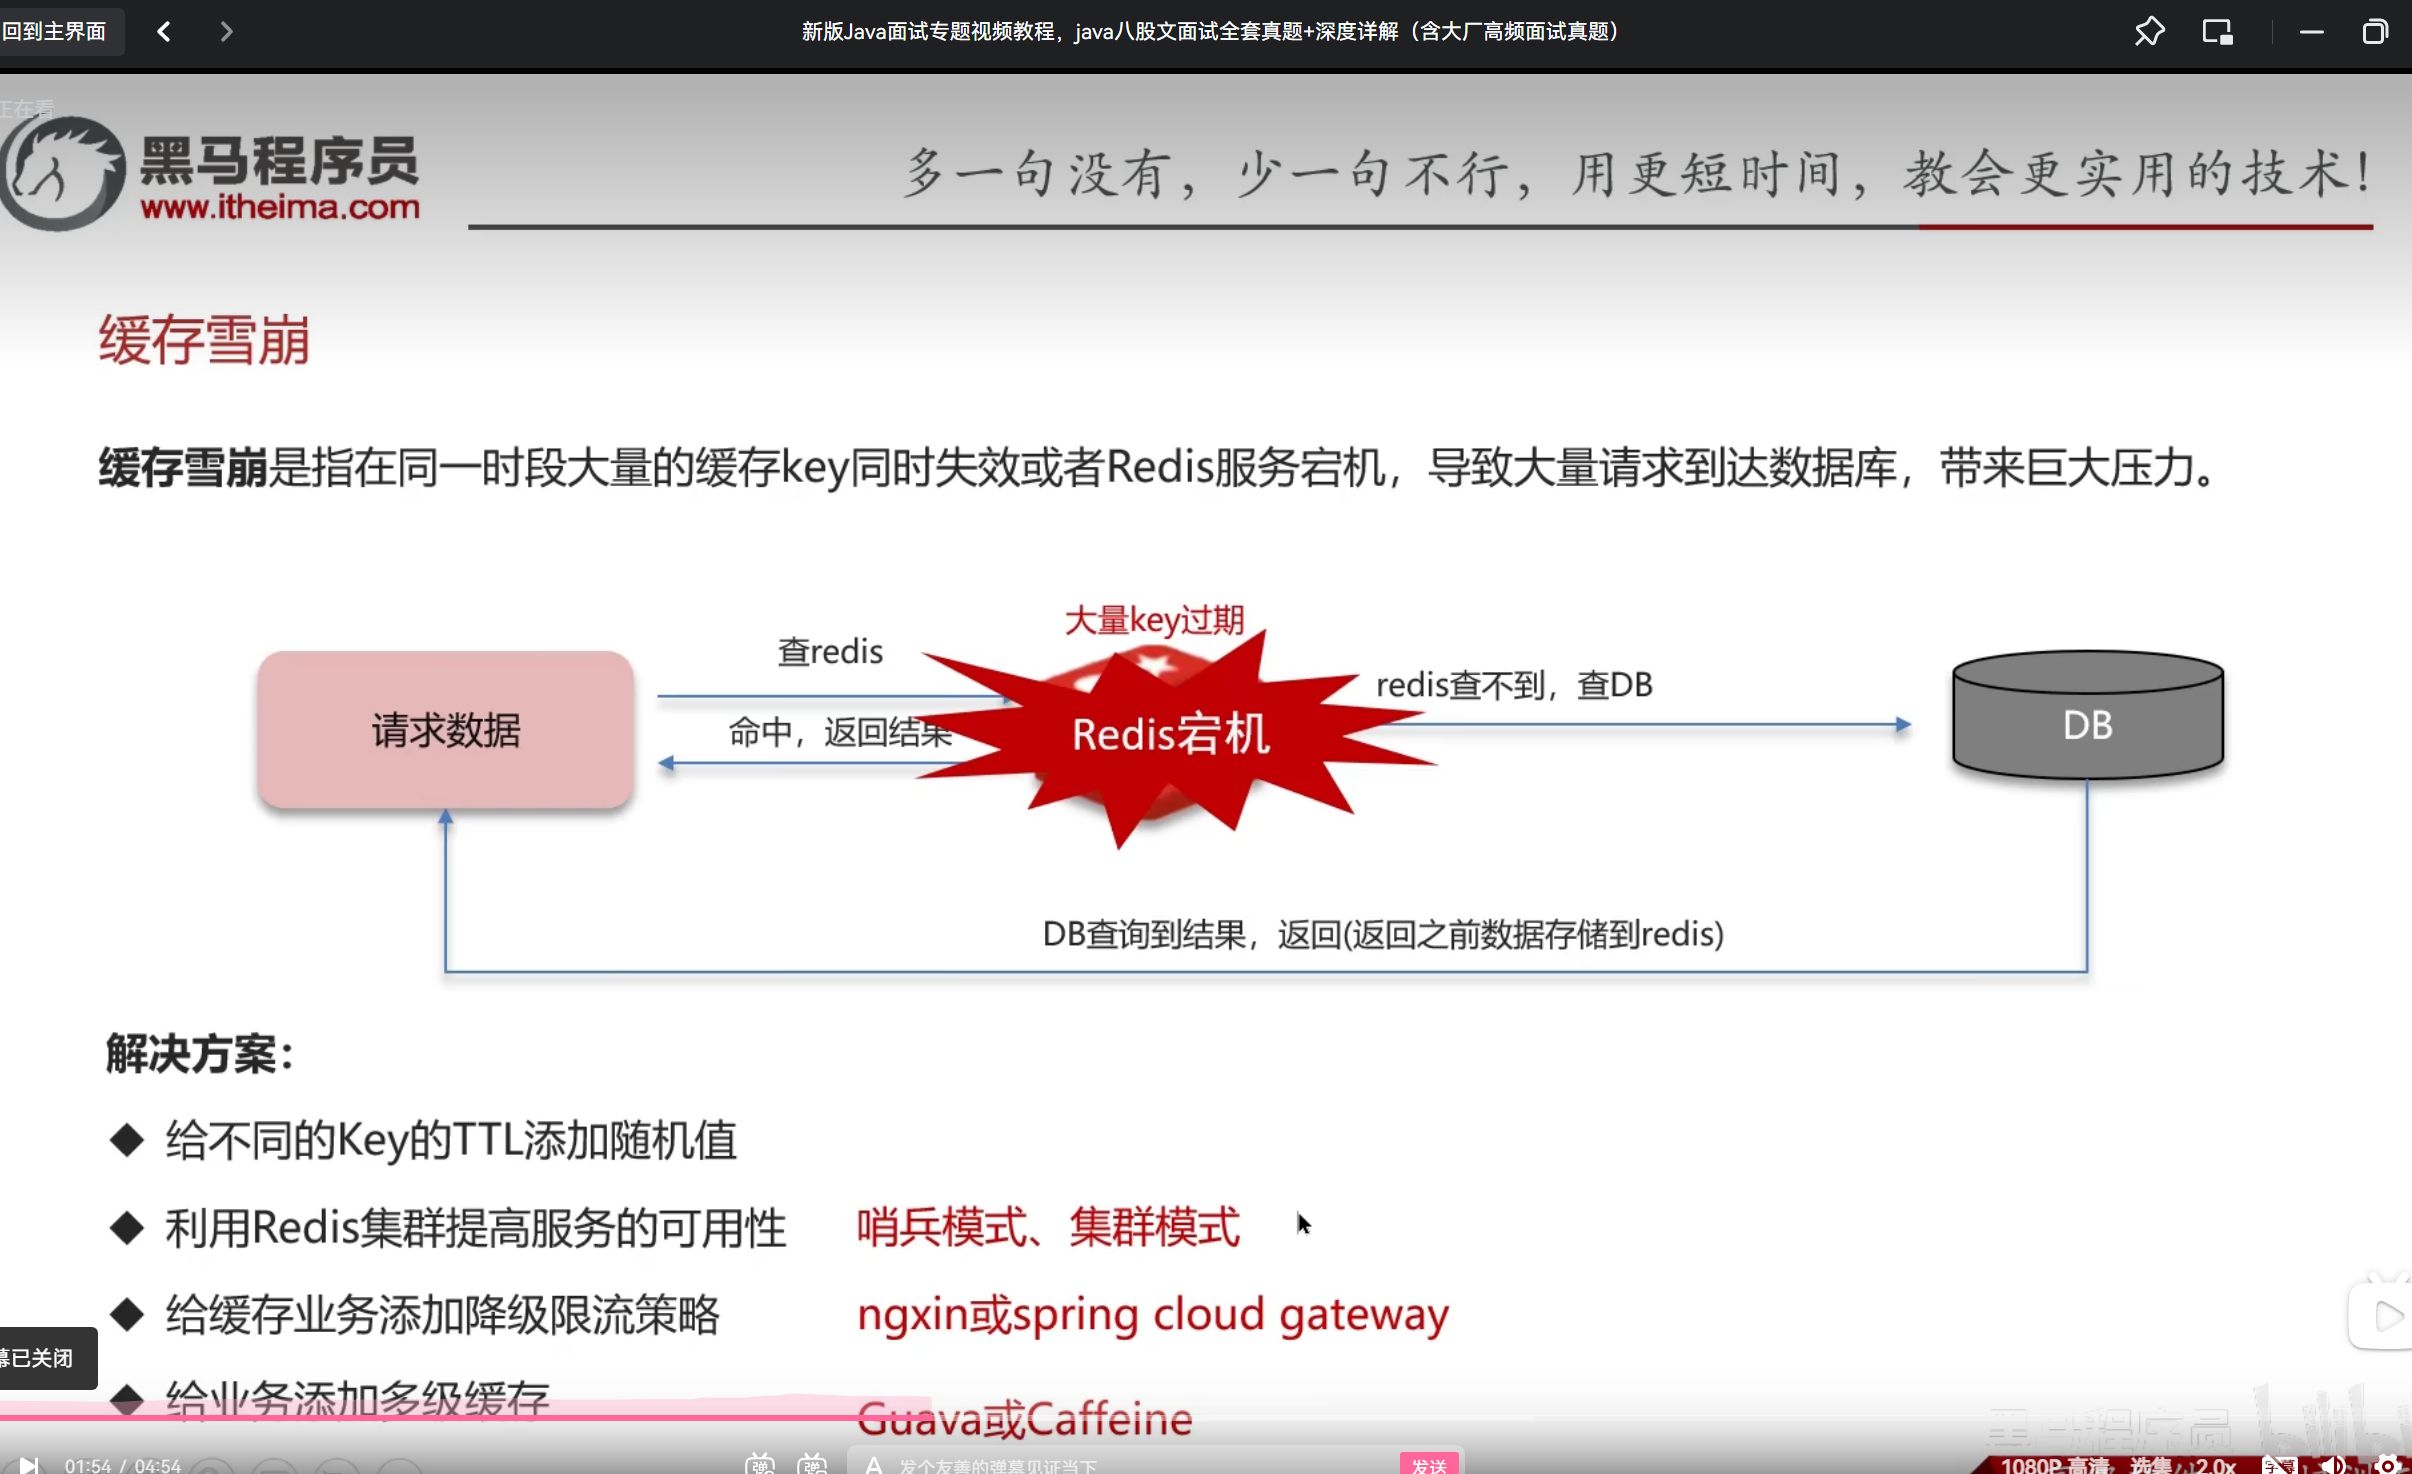 回到主界面
新版Java面试专题视频教程，java八股文面试全套真题+深度详解（含大厂高频面试真题）
正在看
黑马程序员
www.itheima.com
多一句没有，少一句不行，用更短时间，教会更实用的技术！
缓存雪崩
缓存雪崩是指在同一时段大量的缓存key同时失效或者Redis服务宕机，导致大量请求到达数据库，带来巨大压力。
大量key过期
查redis
redis查不到，查DB
请求数据
命中，返回结果
Redis宕机
DB
DB查询到结果，返回(返回之前数据存储到redis)
解决方案：
◆ 给不同的Key的TTL添加随机值
◆ 利用Redis集群提高服务的可用性 哨兵模式、集群模式
◆ 给缓存业务添加降级限流策略 ngxin或spring cloud gateway
幕已关闭
◆ 给业务添加多级缓存 Guava或Caffeine
黑马程序员
01:54 / 04:54
弹 弹
A 发个友善的弹幕见证当下
发送
1080P 高清 选集 2.0x 字幕